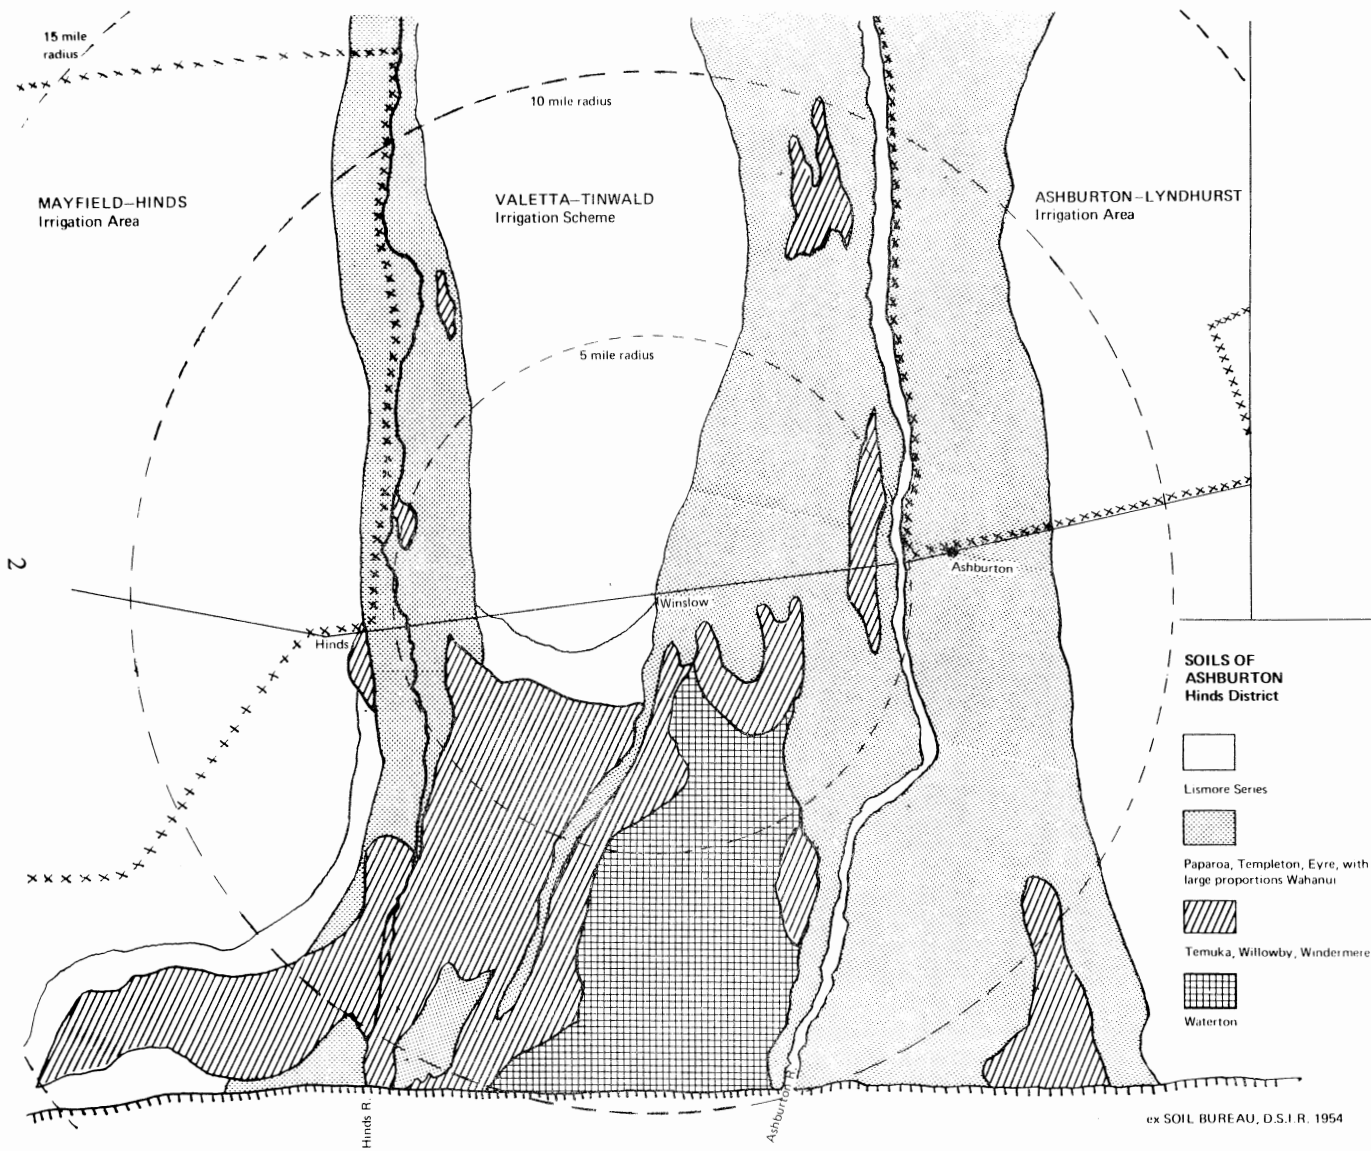 15 mile
radius
10 mile radius
MAYFIELD–HINDS
Irrigation Area
VALETTA–TINWALD
Irrigation Scheme
ASHBURTON–LYNDHURST
Irrigation Area
5 mile radius
2
Ashburton
Winslow
Hinds
SOILS OF
ASHBURTON
Hinds District
Lismore Series
Paparoa, Templeton, Eyre, with
large proportions Wahanui
Temuka, Willowby, Windermere
Waterton
Hinds R.
Ashburton R.
ex SOIL BUREAU, D.S.I.R. 1954